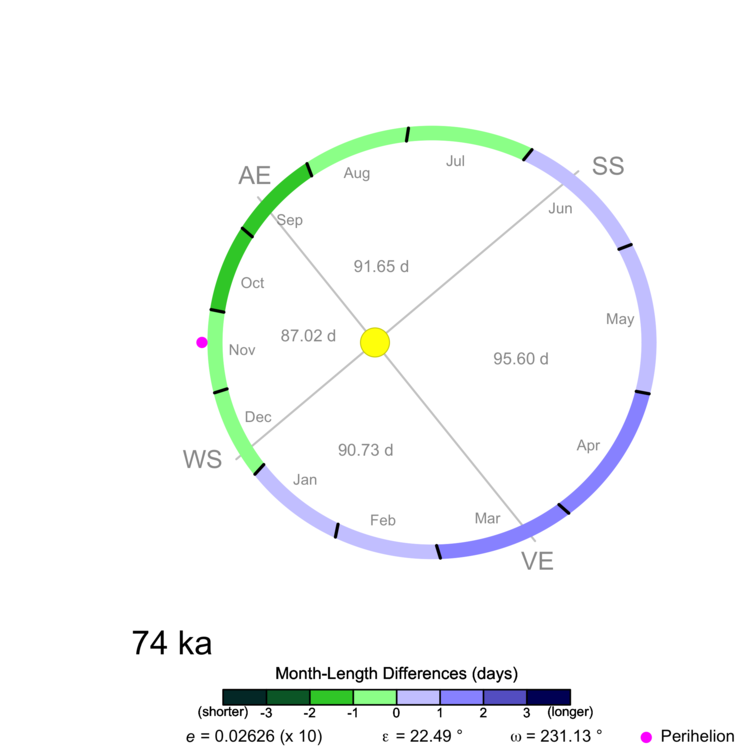 Jul
Aug
SS
AE
Jun
Sep
91.65 d
Oct
May
87.02 d
Nov
95.60 d
Dec
Apr
90.73 d
WS
Jan
Feb
Mar
VE
74 ka
Month-Length Differences (days)
(shorter) -3 -2 -1 0 1 2 3 (longer)
e = 0.02626 (x 10) ε = 22.49 ° ω = 231.13 ° Perihelion